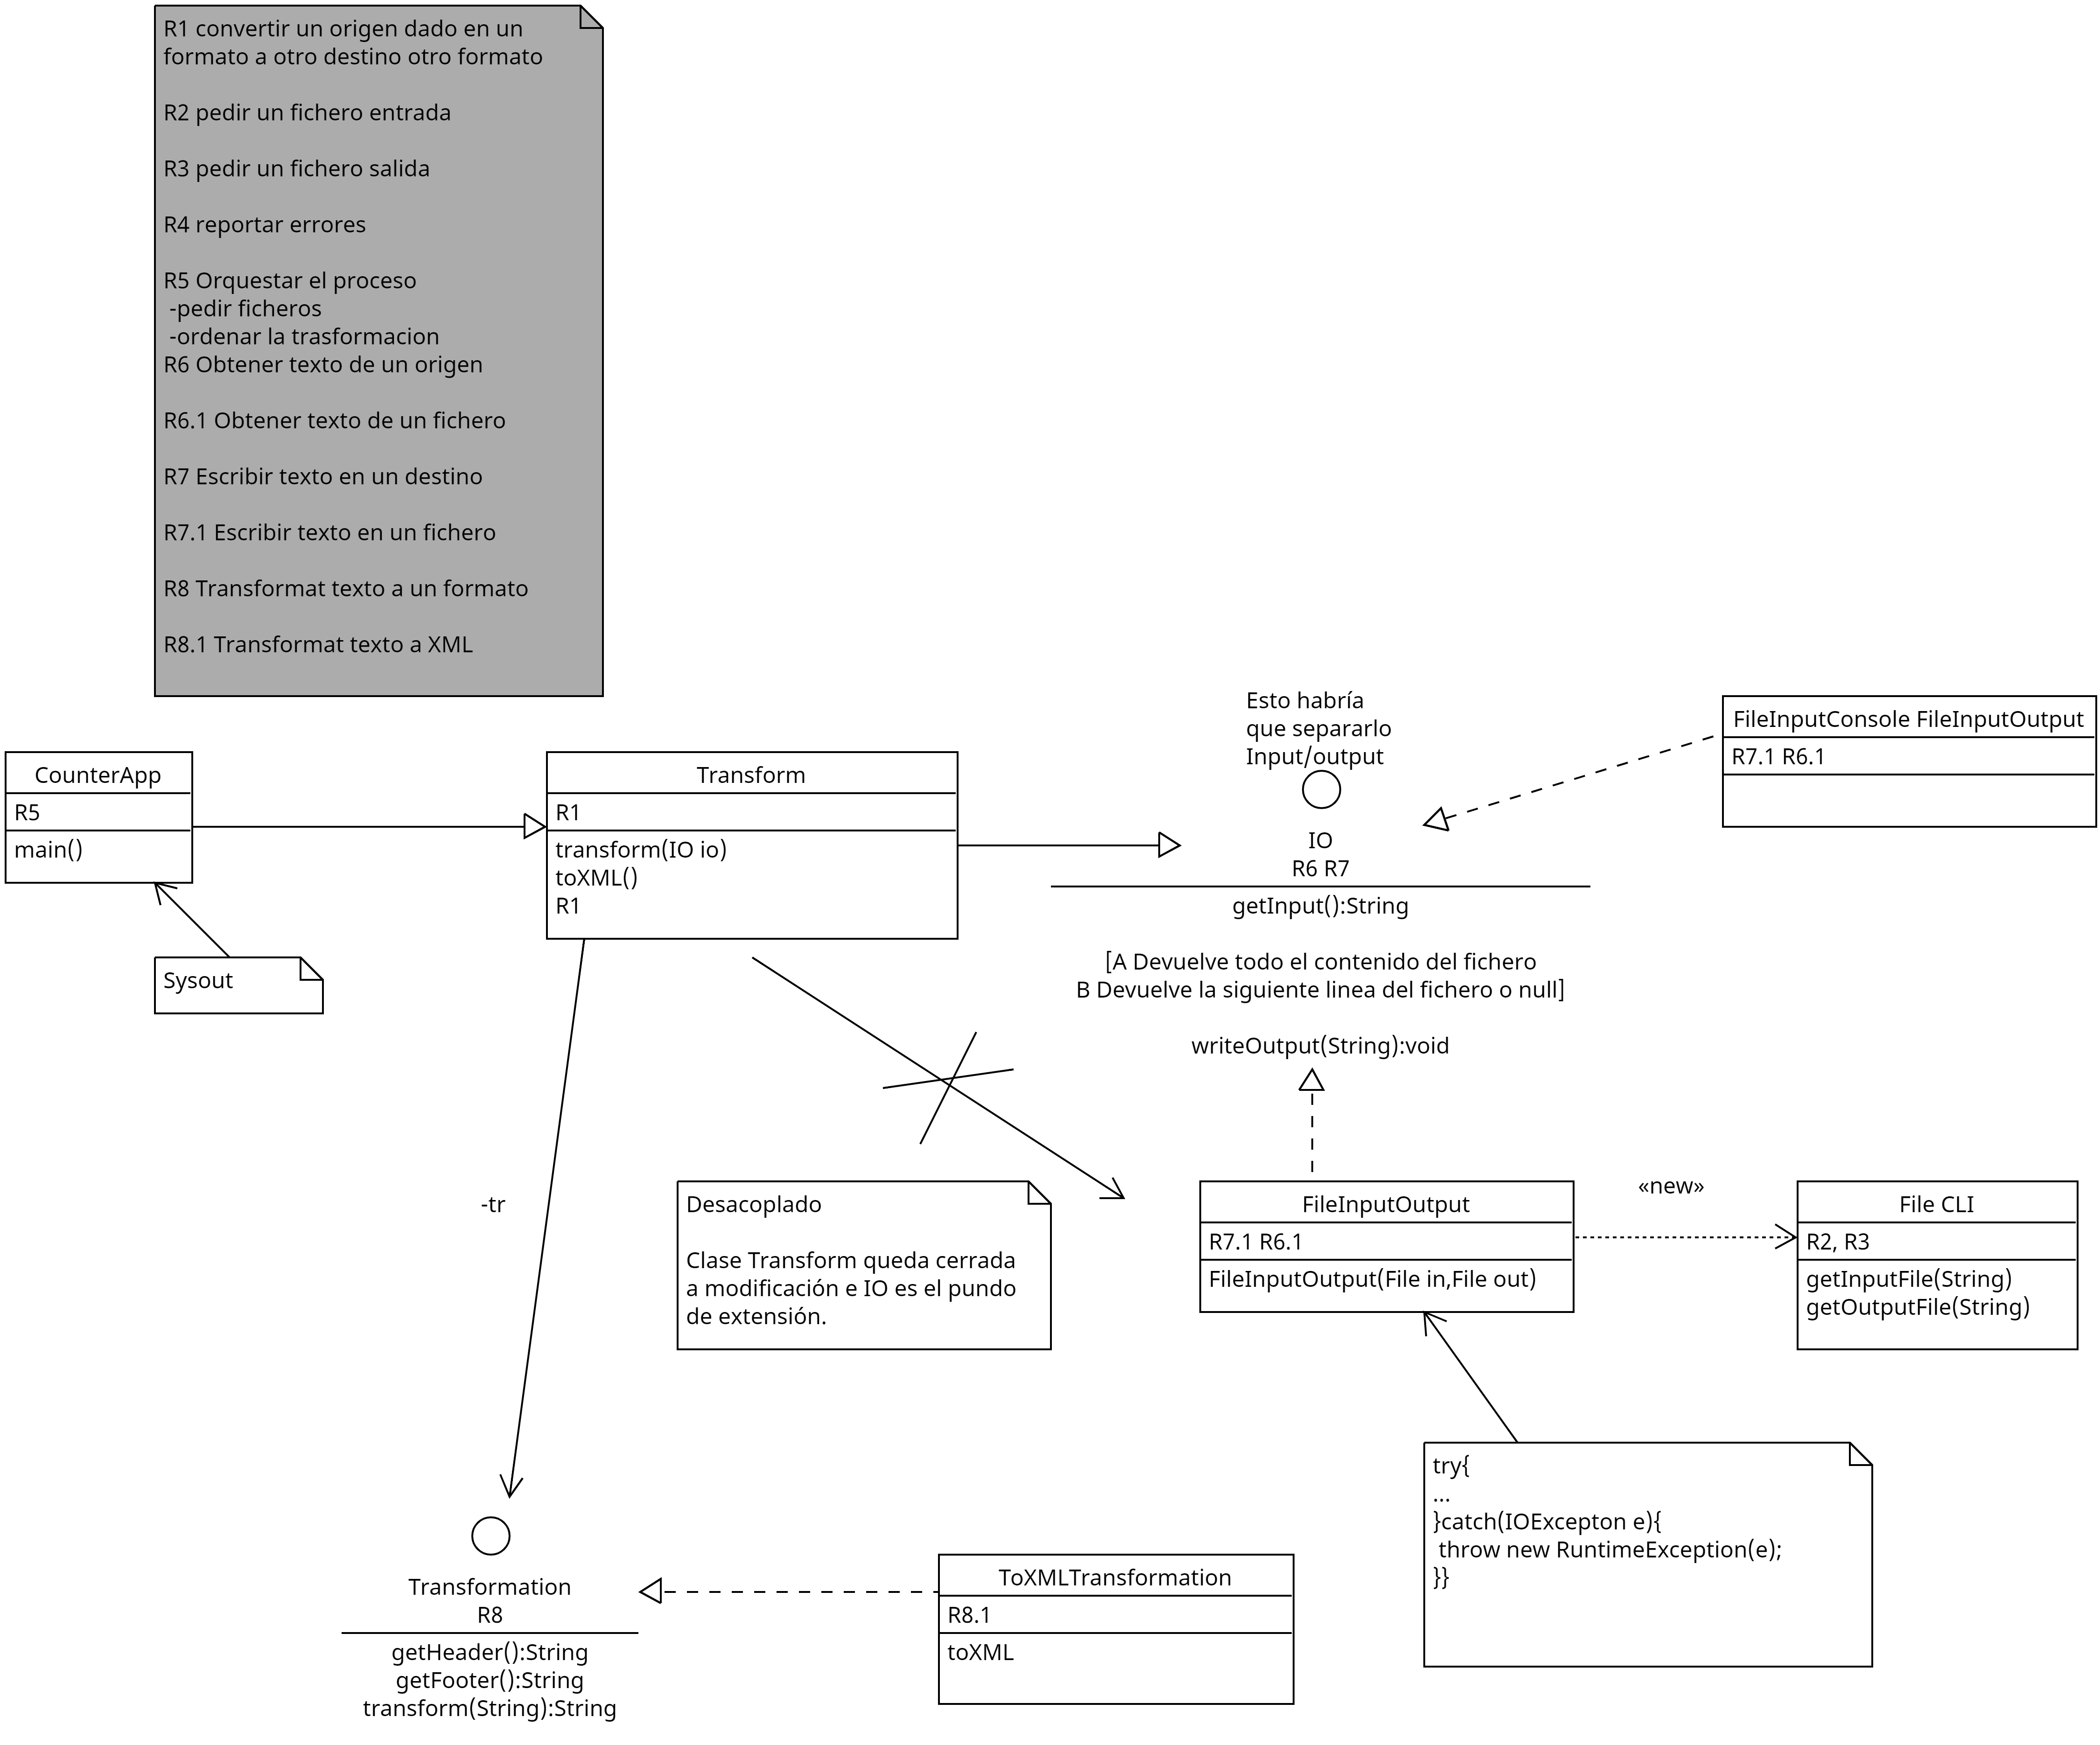 R1 convertir un origen dado en un
formato a otro destino otro formato
R2 pedir un fichero entrada
R3 pedir un fichero salida
R4 reportar errores
R5 Orquestar el proceso
-pedir ficheros
-ordenar la trasformacion
R6 Obtener texto de un origen
R6.1 Obtener texto de un fichero
R7 Escribir texto en un destino
R7.1 Escribir texto en un fichero
R8 Transformat texto a un formato
R8.1 Transformat texto a XML
CounterApp
R5
main()
Sysout
Transform
R1
transform(IO io)
toXML()
R1
Esto habría
que separarlo
Input/output
IO
R6 R7
getInput():String
[A Devuelve todo el contenido del fichero
B Devuelve la siguiente linea del fichero o null]
writeOutput(String):void
FileInputConsole FileInputOutput
R7.1 R6.1
-tr
Desacoplado
Clase Transform queda cerrada
a modificación e IO es el pundo
de extensión.
FileInputOutput
R7.1 R6.1
FileInputOutput(File in,File out)
«new»
File CLI
R2, R3
getInputFile(String)
getOutputFile(String)
try{
...
}catch(IOExcepton e){
throw new RuntimeException(e);
}}
Transformation
R8
getHeader():String
getFooter():String
transform(String):String
ToXMLTransformation
R8.1
toXML